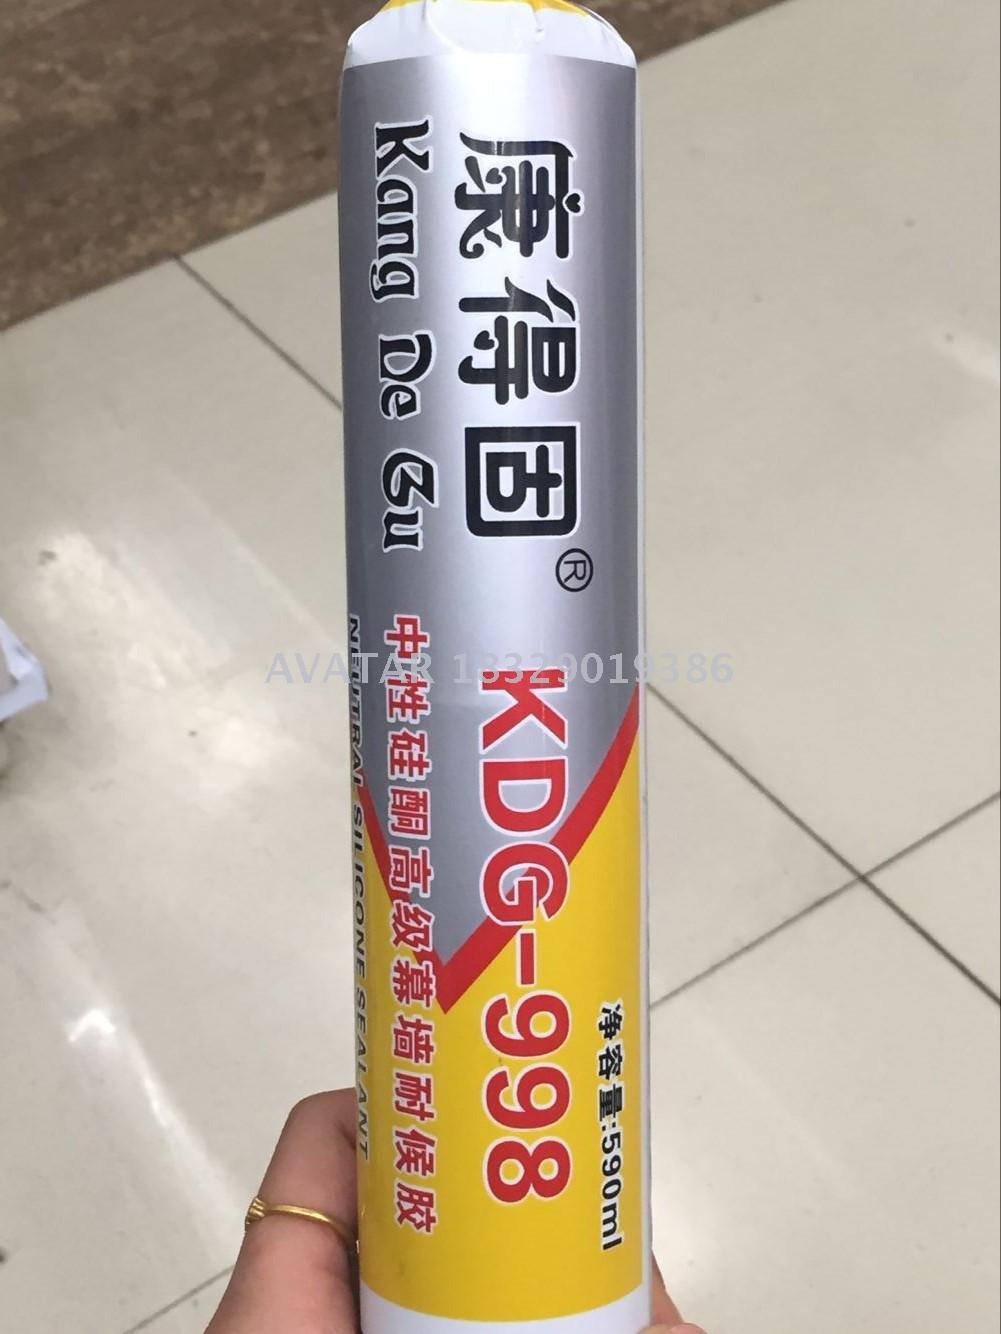 康得固®
Kang De Gu
KDG-998
中性硅酮高级幕墙耐候胶
NEUTRAL SILICONE SEALANT
净容量:590ml
AVATAR 13329019386